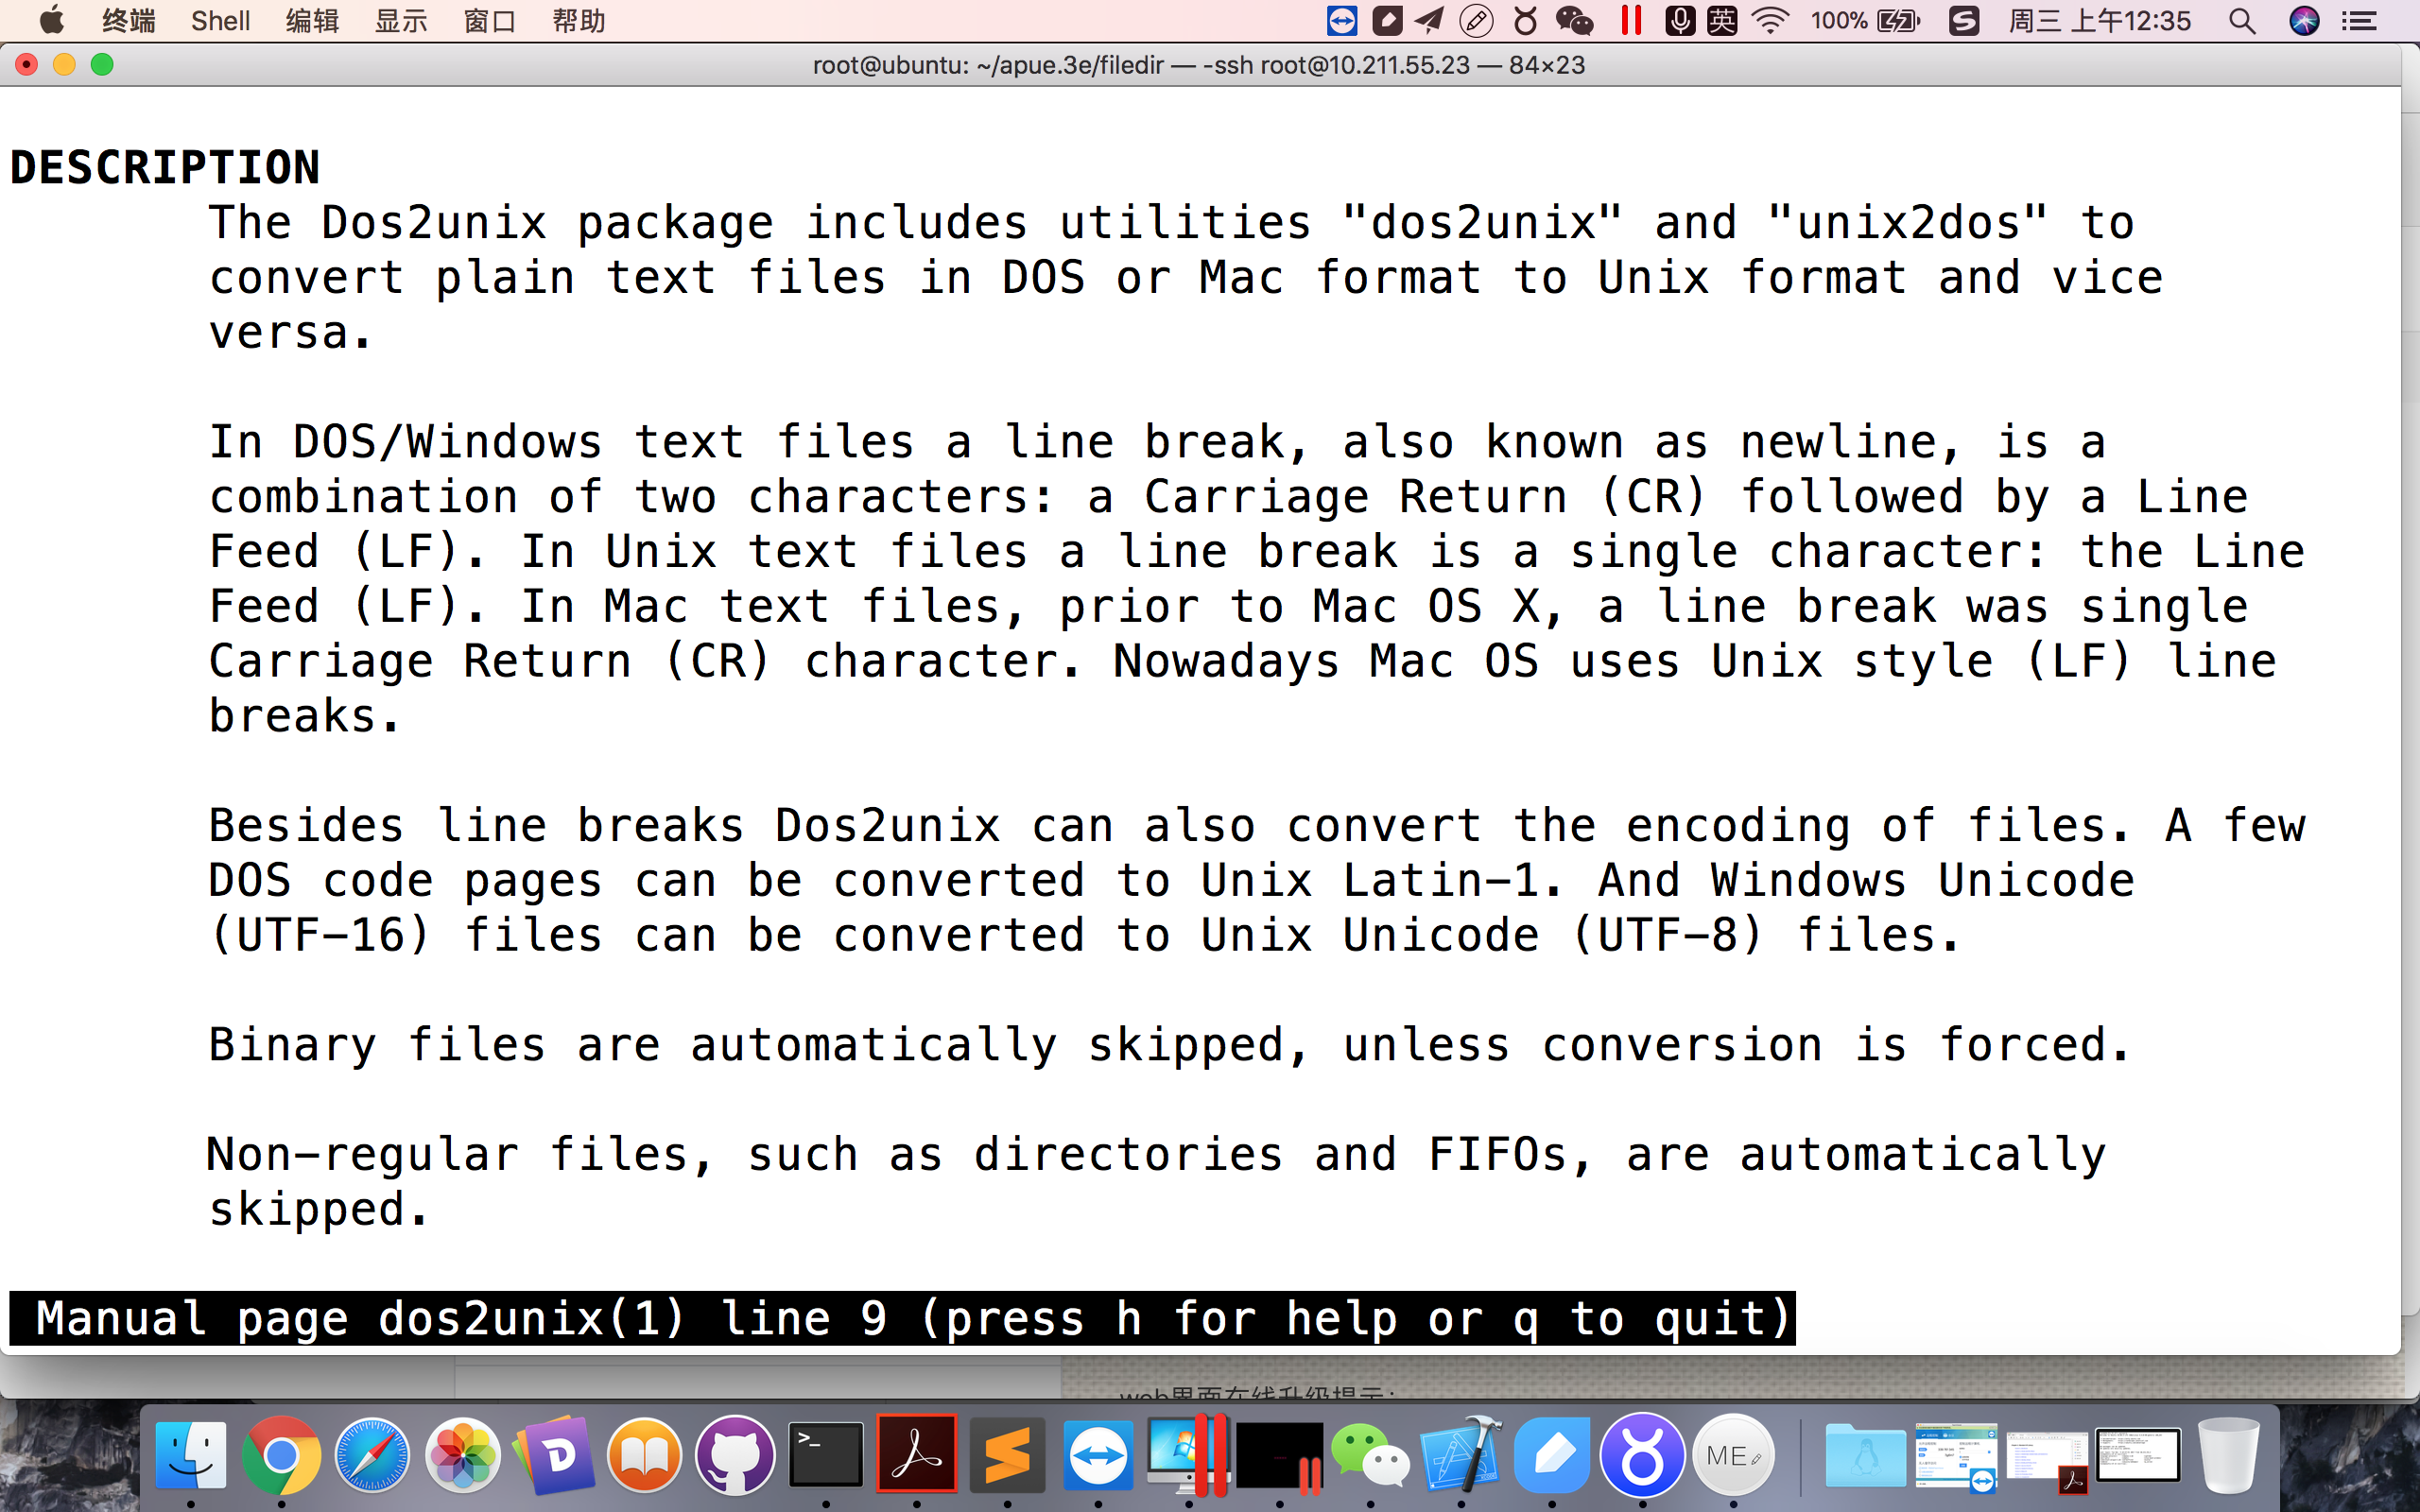 终端 Shell 编辑 显示 窗口 帮助 英 100% 周三 上午12:35
root@ubuntu: ~/apue.3e/filedir — -ssh root@10.211.55.23 — 84×23
DESCRIPTION
The Dos2unix package includes utilities "dos2unix" and "unix2dos" to
convert plain text files in DOS or Mac format to Unix format and vice
versa.
In DOS/Windows text files a line break, also known as newline, is a
combination of two characters: a Carriage Return (CR) followed by a Line
Feed (LF). In Unix text files a line break is a single character: the Line
Feed (LF). In Mac text files, prior to Mac OS X, a line break was single
Carriage Return (CR) character. Nowadays Mac OS uses Unix style (LF) line
breaks.
Besides line breaks Dos2unix can also convert the encoding of files. A few
DOS code pages can be converted to Unix Latin-1. And Windows Unicode
(UTF-16) files can be converted to Unix Unicode (UTF-8) files.
Binary files are automatically skipped, unless conversion is forced.
Non-regular files, such as directories and FIFOs, are automatically
skipped.
Manual page dos2unix(1) line 9 (press h for help or q to quit)
web界面在线升级提示:
ME